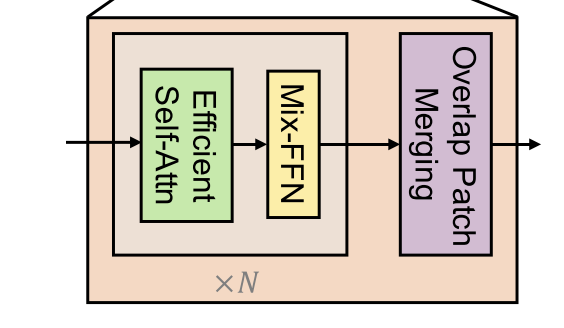 Efficient
Self-Attn
Mix-FFN
Overlap Patch
Merging
×N